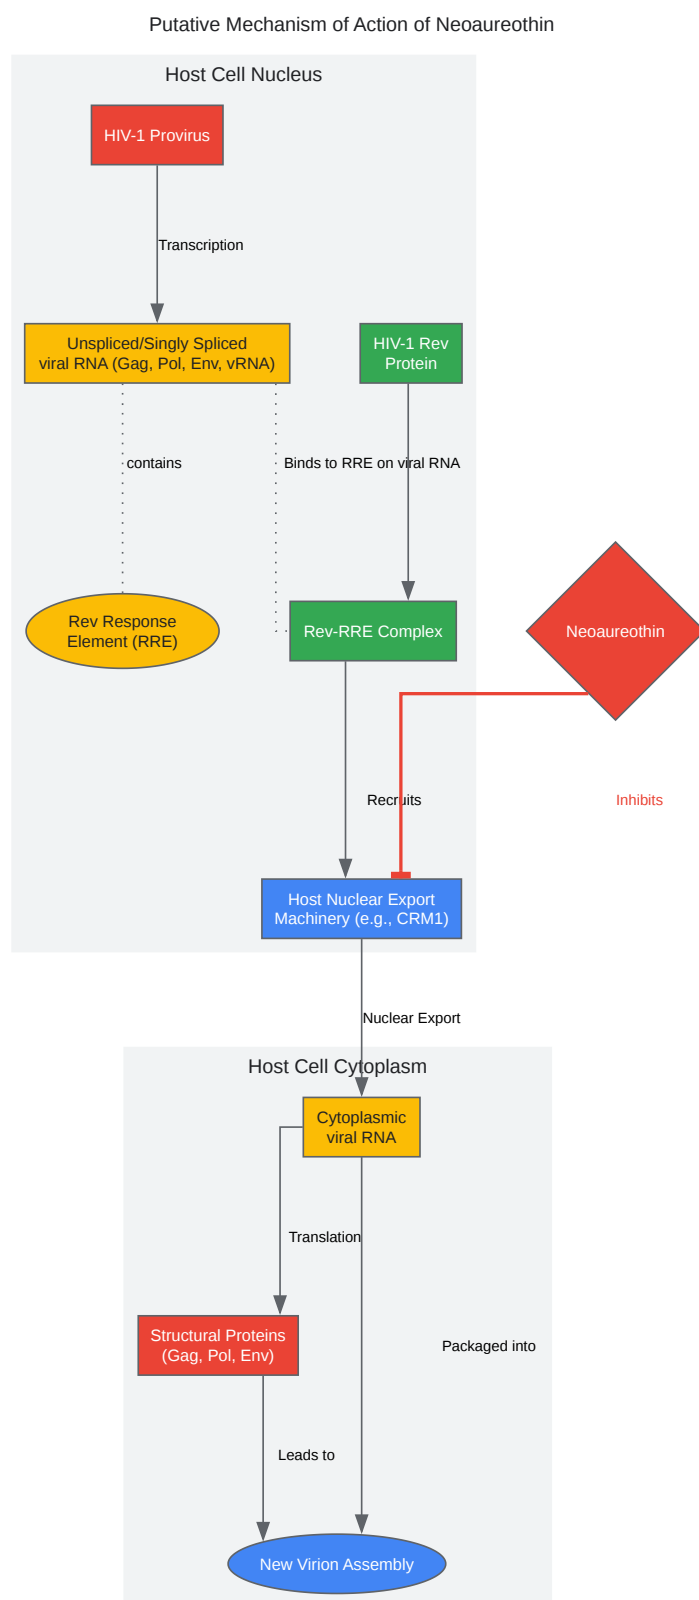 Putative Mechanism of Action of Neoaureothin
Host Cell Nucleus
HIV-1 Provirus
Transcription
Unspliced/Singly Spliced
viral RNA (Gag, Pol, Env, vRNA)
HIV-1 Rev
Protein
contains
Binds to RRE on viral RNA
Rev Response
Element (RRE)
Rev-RRE Complex
Neoaureothin
Recruits
Inhibits
Host Nuclear Export
Machinery (e.g., CRM1)
Nuclear Export
Host Cell Cytoplasm
Cytoplasmic
viral RNA
Translation
Structural Proteins
(Gag, Pol, Env)
Packaged into
Leads to
New Virion Assembly